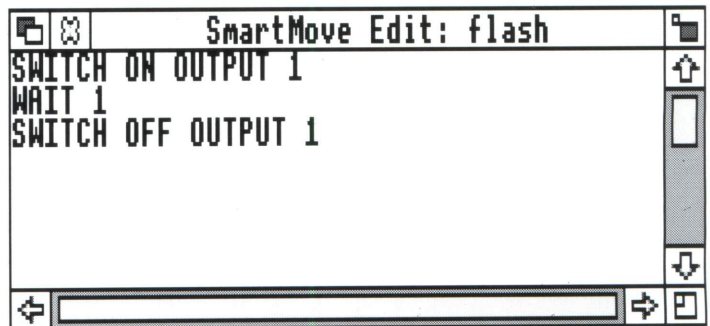 SmartMove Edit: flash
SWITCH ON OUTPUT 1
WAIT 1
SWITCH OFF OUTPUT 1